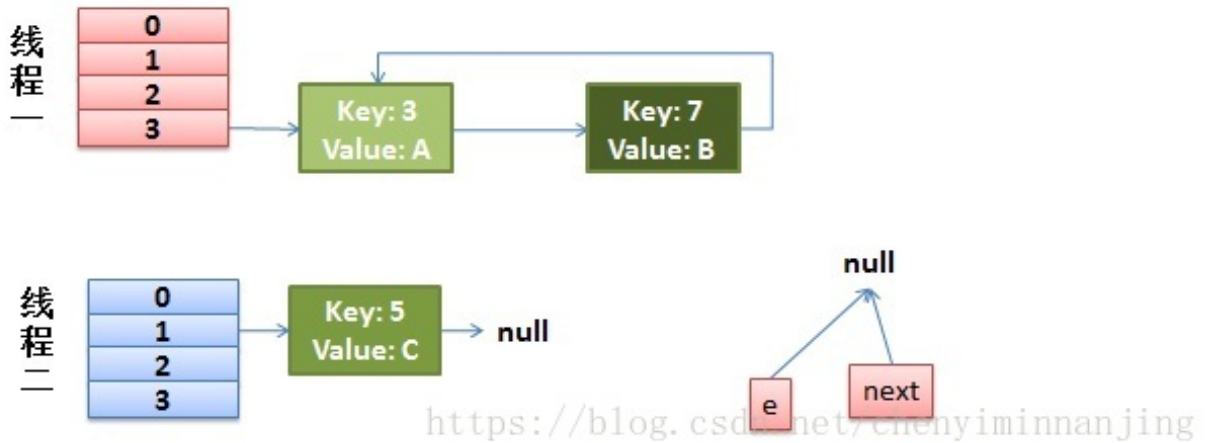 线程一
0
1
2
3
Key: 3
Value: A
Key: 7
Value: B
线程二
0
1
2
3
Key: 5
Value: C
null
null
e
next
https://blog.csdn.net/chenyiminnanjing